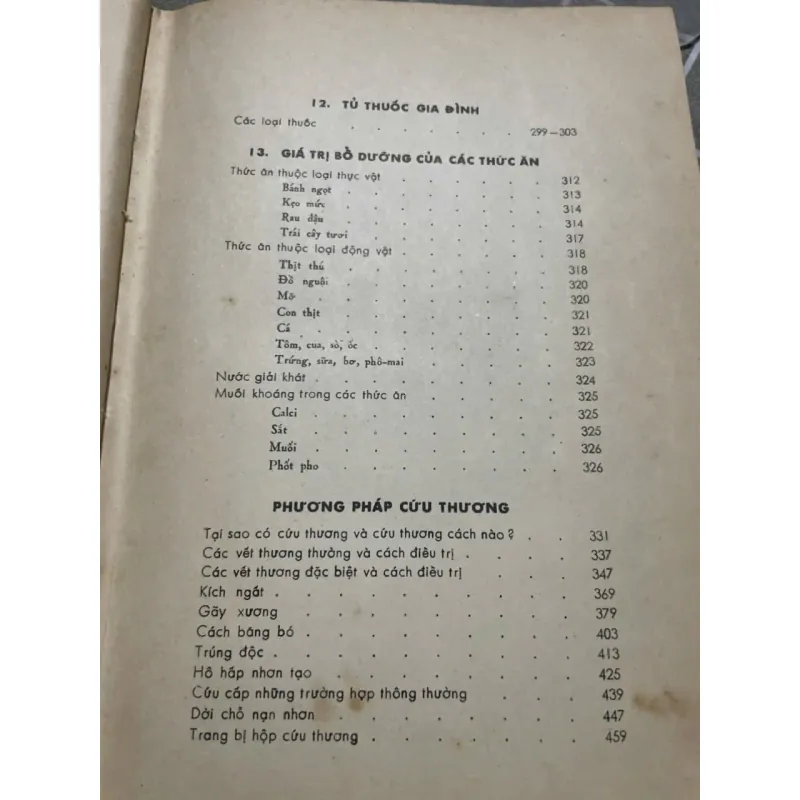 12. TỦ THUỐC GIA ĐÌNH
Các loại thuốc . . . . . . . 299—303
13. GIÁ TRỊ BỔ DƯỠNG CỦA CÁC THỨC ĂN
Thức ăn thuộc loại thực vật . . . . . . 312
Bánh ngọt . . . . . . . . 313
Kẹo mứt . . . . . . . . 314
Rau đậu . . . . . . . . 314
Trái cây tươi . . . . . . . . 317
Thức ăn thuộc loại động vật . . . . . . 318
Thịt thú . . . . . . . . 318
Đồ nguội . . . . . . . . 320
Mỡ . . . . . . . . 320
Con thịt . . . . . . . . 321
Cá . . . . . . . . 321
Tôm, cua, sò, ốc . . . . . . 322
Trứng, sữa, bơ, phô-mai . . . . . 323
Nước giải khát . . . . . . . . 324
Muối khoáng trong các thức ăn . . . . . 325
Calci . . . . . . . . 325
Sắt . . . . . . . . 325
Muối . . . . . . . . 326
Phốt pho . . . . . . . . 326
PHƯƠNG PHÁP CỨU THƯƠNG
Tại sao có cứu thương và cứu thương cách nào? . . 331
Các vết thương thường và cách điều trị . . . . 337
Các vết thương đặc biệt và cách điều trị . . . 347
Kích ngất . . . . . . . . . . 369
Gãy xương . . . . . . . . . 379
Cách băng bó . . . . . . . . . 403
Trúng độc . . . . . . . . . . 413
Hô hấp nhơn tạo . . . . . . . . 425
Cứu cấp những trường hợp thông thường . . . 439
Dời chỗ nạn nhơn . . . . . . . . 447
Trang bị hộp cứu thương . . . . . . . 459